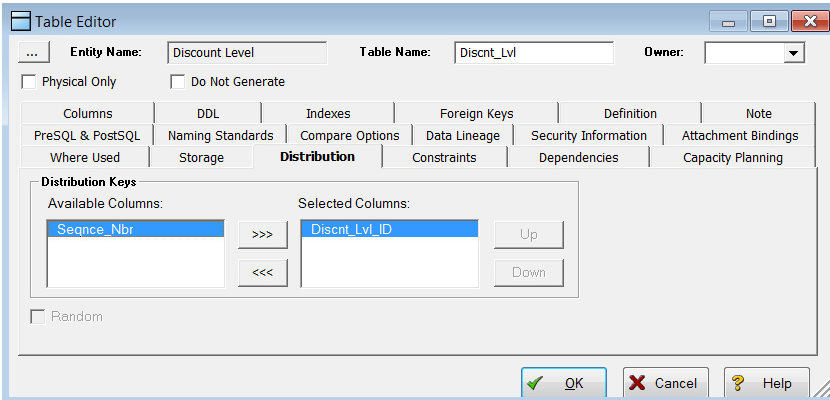 Table Editor
... Entity Name: Discount Level Table Name: Discnt_Lvl Owner:
Physical Only Do Not Generate
Columns DDL Indexes Foreign Keys Definition Note
PreSQL & PostSQL Naming Standards Compare Options Data Lineage Security Information Attachment Bindings
Where Used Storage Distribution Constraints Dependencies Capacity Planning
Distribution Keys
Available Columns: Selected Columns:
Seqnce_Nbr >>> Discnt_Lvl_ID Up
<<< Down
Random
OK Cancel ? Help